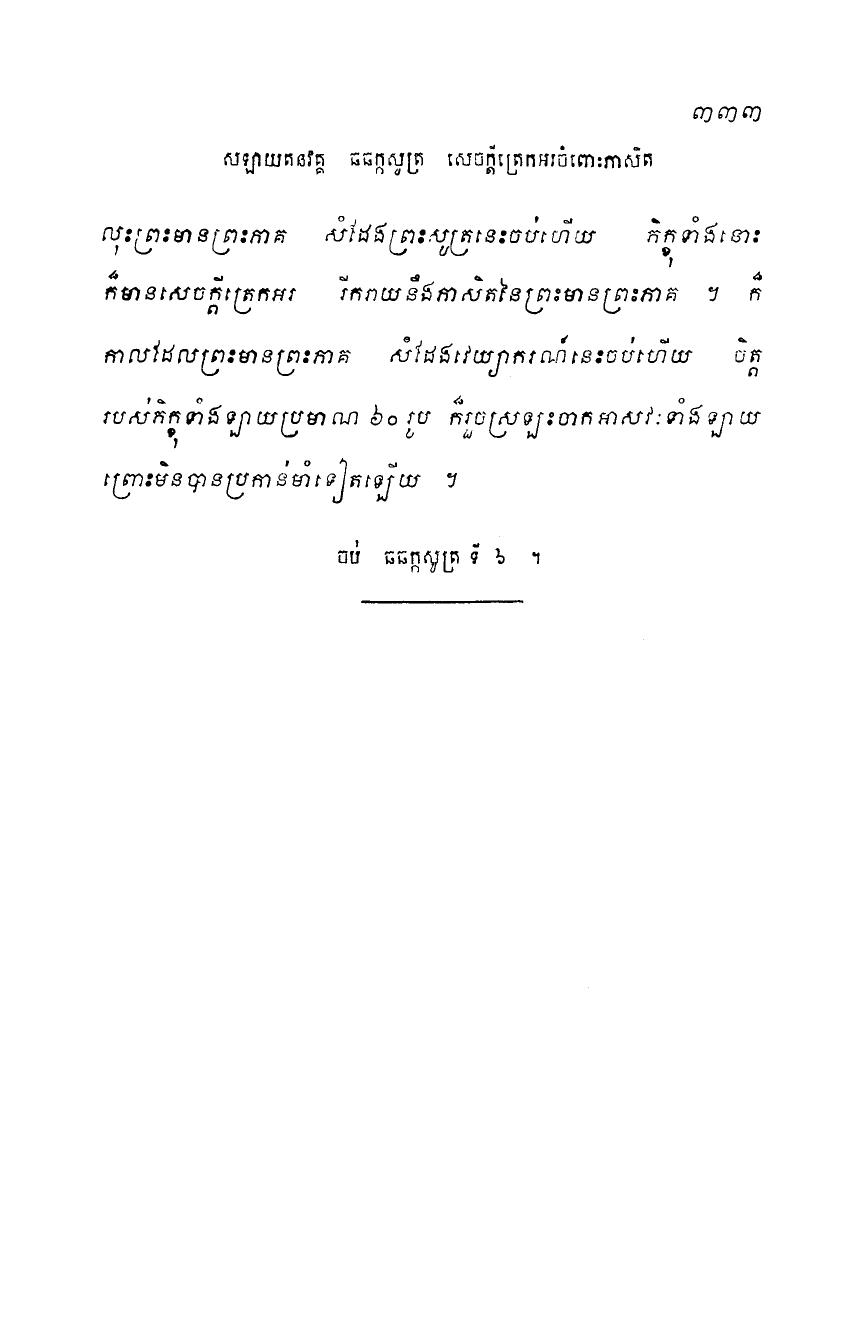 ៣៣៣
សឡាយតនវគ្គ ឆឆក្កសូត្រ សេចក្តីត្រេកអរចំពោះភាសិត
លុះព្រះមានព្រះភាគ សំដែងព្រះសូត្រនេះចប់ហើយ ភិក្ខុទាំងនោះ
ក៏មានសេចក្តីត្រេកអរ រីករាយនឹងភាសិតនៃព្រះមានព្រះភាគ ។ ក៏
កាលដែលព្រះមានព្រះភាគ សំដែងវេយ្យាករណ៍នេះចប់ហើយ ចិត្ត
របស់ភិក្ខុទាំងឡាយប្រមាណ ៦០ រូប ក៏រួចស្រឡះចាកអាសវៈទាំងឡាយ
ព្រោះមិនបានប្រកាន់មាំទៀតឡើយ ។
ចប់ ឆឆក្កសូត្រ ទី ៦ ។